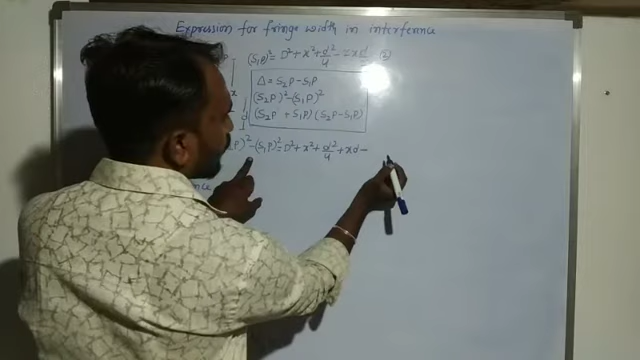 Expression for fringe width in interference
(S₁P)² = D² + x² + d²/4 - xd (2)
x
Δ = S₂P - S₁P
(S₂P)² - (S₁P)²
d
(S₂P + S₁P) (S₂P - S₁P)
P)² - (S₁P)² = D² + x² + d²/4 + xd -